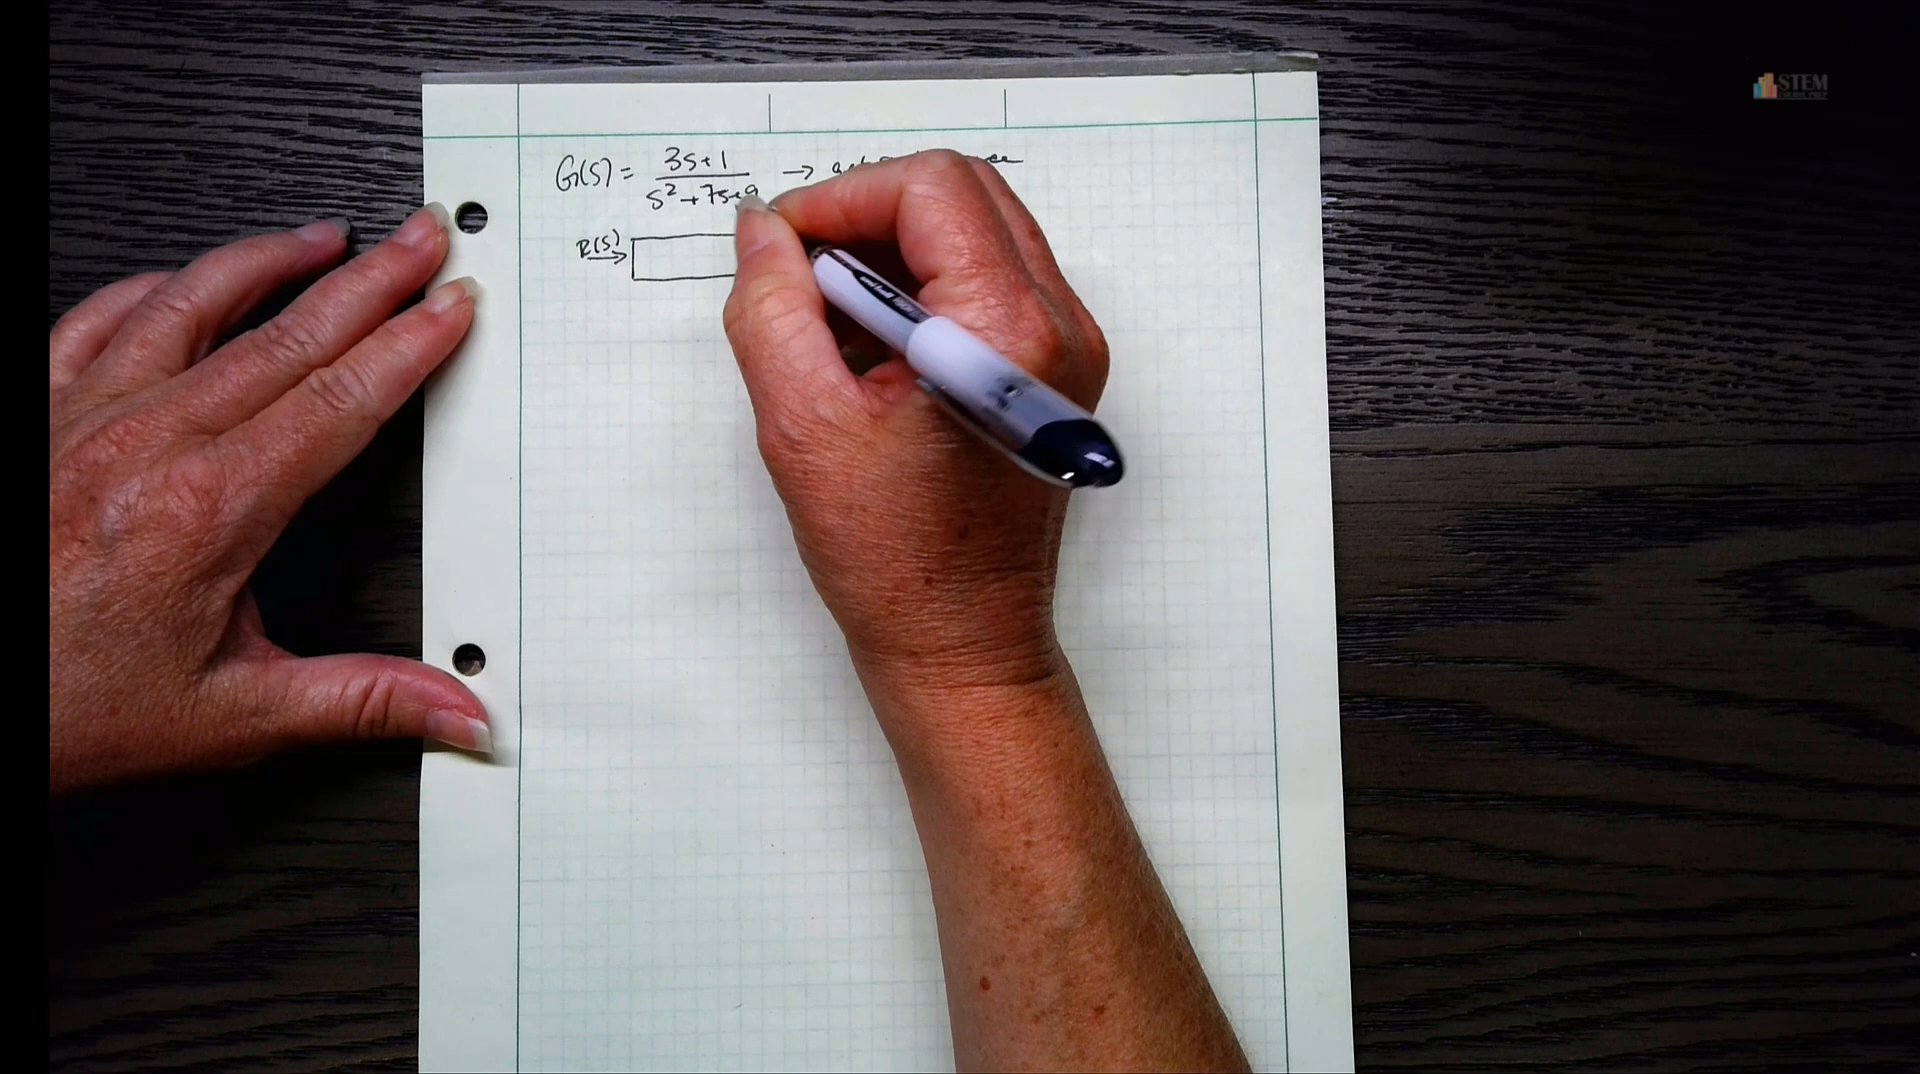 STEM
G(s) = 3s+1 →
s²+7s+9
R(s) →